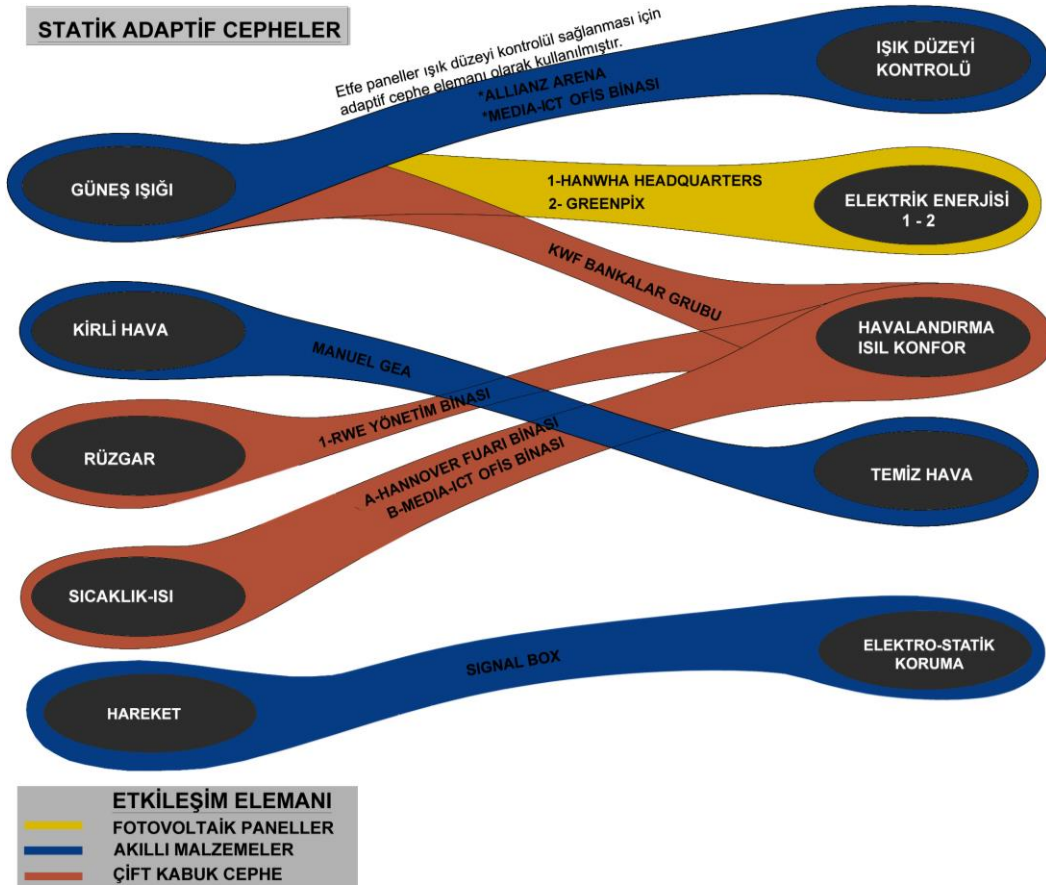 STATİK ADAPTİF CEPHELER
Etfe paneller ışık düzeyi kontrolül sağlanması için
adaptif cephe elemanı olarak kullanılmıştır.
*ALLIANZ ARENA
*MEDIA-ICT OFİS BİNASI
IŞIK DÜZEYİ
KONTROLÜ
GÜNEŞ IŞIĞI
1-HANWHA HEADQUARTERS
2- GREENPİX
ELEKTRİK ENERJİSİ
1 - 2
KWF BANKALAR GRUBU
KİRLİ HAVA
MANUEL GEA
HAVALANDIRMA
ISIL KONFOR
RÜZGAR
1-RWE YÖNETİM BİNASI
A-HANNOVER FUARI BİNASI
B-MEDIA-ICT OFİS BİNASI
TEMİZ HAVA
SICAKLIK-ISI
HAREKET
SIGNAL BOX
ELEKTRO-STATİK
KORUMA
ETKİLEŞİM ELEMANI
FOTOVOLTAİK PANELLER
AKILLI MALZEMELER
ÇİFT KABUK CEPHE